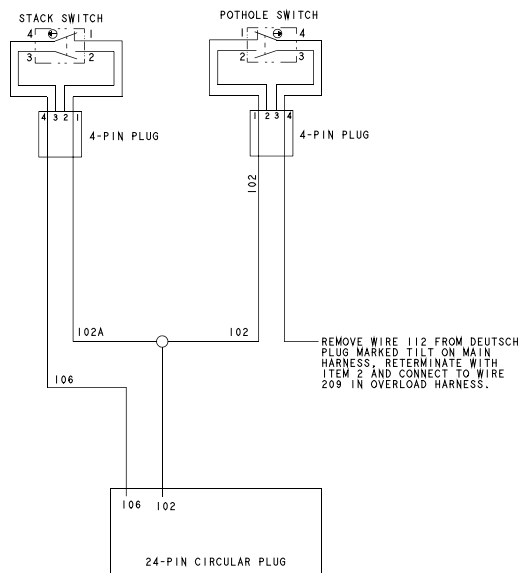 STACK SWITCH
4 1
3 2
POTHOLE SWITCH
1 4
2 3
4 3 2 1
4-PIN PLUG
1 2 3 4
4-PIN PLUG
102
102A
102
REMOVE WIRE 112 FROM DEUTSCH
PLUG MARKED TILT ON MAIN
HARNESS, RETERMINATE WITH
ITEM 2 AND CONNECT TO WIRE
209 IN OVERLOAD HARNESS.
106
106 102
24-PIN CIRCULAR PLUG